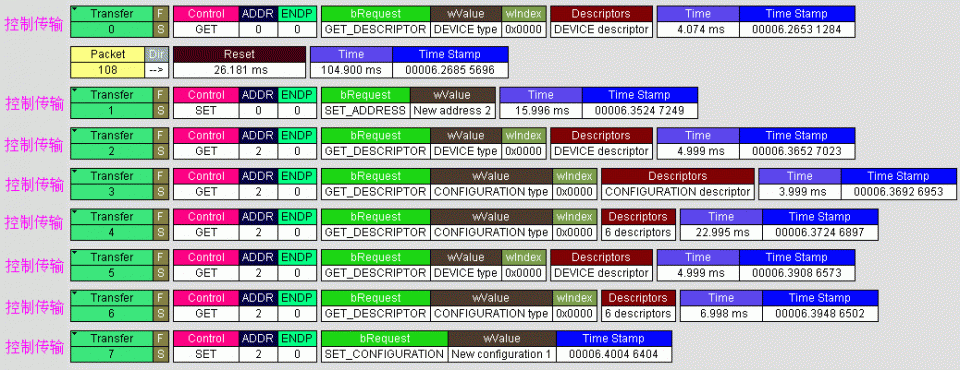 控制传输 Transfer F Control ADDR ENDP bRequest wValue wIndex Descriptors Time Time Stamp
0 S GET 0 0 GET_DESCRIPTOR DEVICE type 0x0000 DEVICE descriptor 4.074 ms 00006.2653 1284
Packet Dir Reset Time Time Stamp
108 --> 26.181 ms 104.900 ms 00006.2685 5696
控制传输 Transfer F Control ADDR ENDP bRequest wValue Time Time Stamp
1 S SET 0 0 SET_ADDRESS New address 2 15.996 ms 00006.3524 7249
控制传输 Transfer F Control ADDR ENDP bRequest wValue wIndex Descriptors Time Time Stamp
2 S GET 2 0 GET_DESCRIPTOR DEVICE type 0x0000 DEVICE descriptor 4.999 ms 00006.3652 7023
控制传输 Transfer F Control ADDR ENDP bRequest wValue wIndex Descriptors Time Time Stamp
3 S GET 2 0 GET_DESCRIPTOR CONFIGURATION type 0x0000 CONFIGURATION descriptor 3.999 ms 00006.3692 6953
控制传输 Transfer F Control ADDR ENDP bRequest wValue wIndex Descriptors Time Time Stamp
4 S GET 2 0 GET_DESCRIPTOR CONFIGURATION type 0x0000 6 descriptors 22.995 ms 00006.3724 6897
控制传输 Transfer F Control ADDR ENDP bRequest wValue wIndex Descriptors Time Time Stamp
5 S GET 2 0 GET_DESCRIPTOR DEVICE type 0x0000 DEVICE descriptor 4.999 ms 00006.3908 6573
控制传输 Transfer F Control ADDR ENDP bRequest wValue wIndex Descriptors Time Time Stamp
6 S GET 2 0 GET_DESCRIPTOR CONFIGURATION type 0x0000 6 descriptors 6.998 ms 00006.3948 6502
控制传输 Transfer F Control ADDR ENDP bRequest wValue Time Stamp
7 S SET 2 0 SET_CONFIGURATION New configuration 1 00006.4004 6404